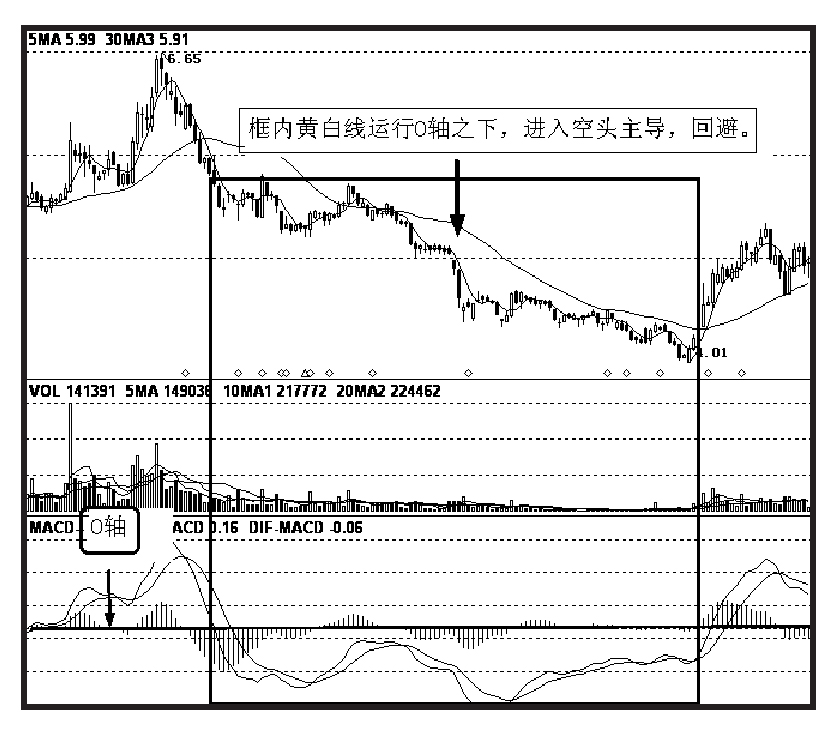 5MA 5.99 30MA3 5.91
6.65
框内黄白线运行0轴之下，进入空头主导，回避。
4.01
VOL 141391 5MA 149036 10MA1 217772 20MA2 224462
MACD 0轴 ACD 0.16 DIF-MACD -0.06